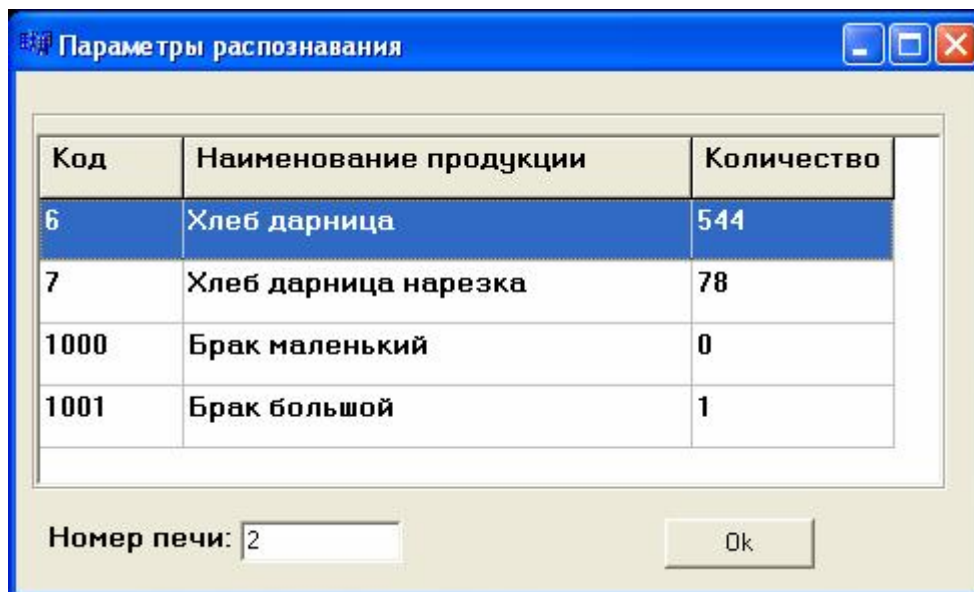 Параметры распознавания
Код Наименование продукции Количество
6 Хлеб дарница 544
7 Хлеб дарница нарезка 78
1000 Брак маленький 0
1001 Брак большой 1
Номер печи: 2 Ok